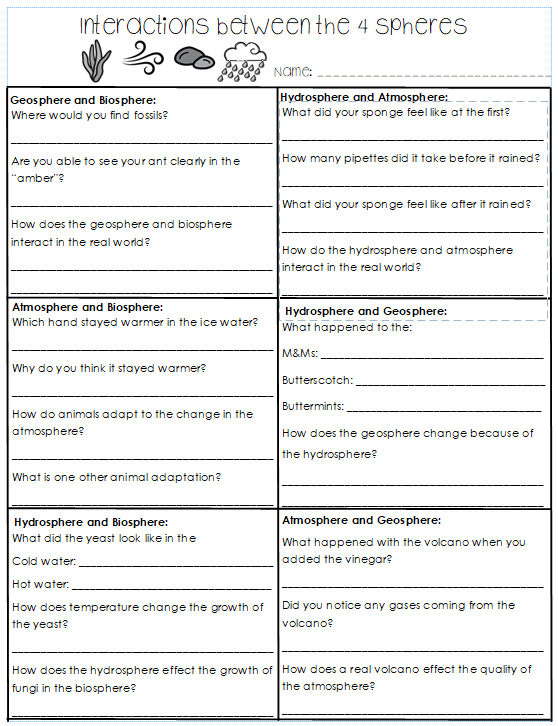 Interactions between the 4 spheres
Name: _ _ _ _ _ _ _ _ _ _ _ _ _ _ _ _ _ _ _ _ _
Geosphere and Biosphere:
Where would you find fossils?
Are you able to see your ant clearly in the
“amber”?
How does the geosphere and biosphere
interact in the real world?
Hydrosphere and Atmosphere:
What did your sponge feel like at the first?
How many pipettes did it take before it rained?
What did your sponge feel like after it rained?
How do the hydrosphere and atmosphere
interact in the real world?
Atmosphere and Biosphere:
Which hand stayed warmer in the ice water?
Why do you think it stayed warmer?
How do animals adapt to the change in the
atmosphere?
What is one other animal adaptation?
Hydrosphere and Geosphere:
What happened to the:
M&Ms: ________________________________
Butterscotch: ___________________________
Buttermints: ____________________________
How does the geosphere change because of
the hydrosphere?
Hydrosphere and Biosphere:
What did the yeast look like in the
Cold water: ____________________________
Hot water: _____________________________
How does temperature change the growth of
the yeast?
How does the hydrosphere effect the growth of
fungi in the biosphere?
Atmosphere and Geosphere:
What happened with the volcano when you
added the vinegar?
Did you notice any gases coming from the
volcano?
How does a real volcano effect the quality of
the atmosphere?